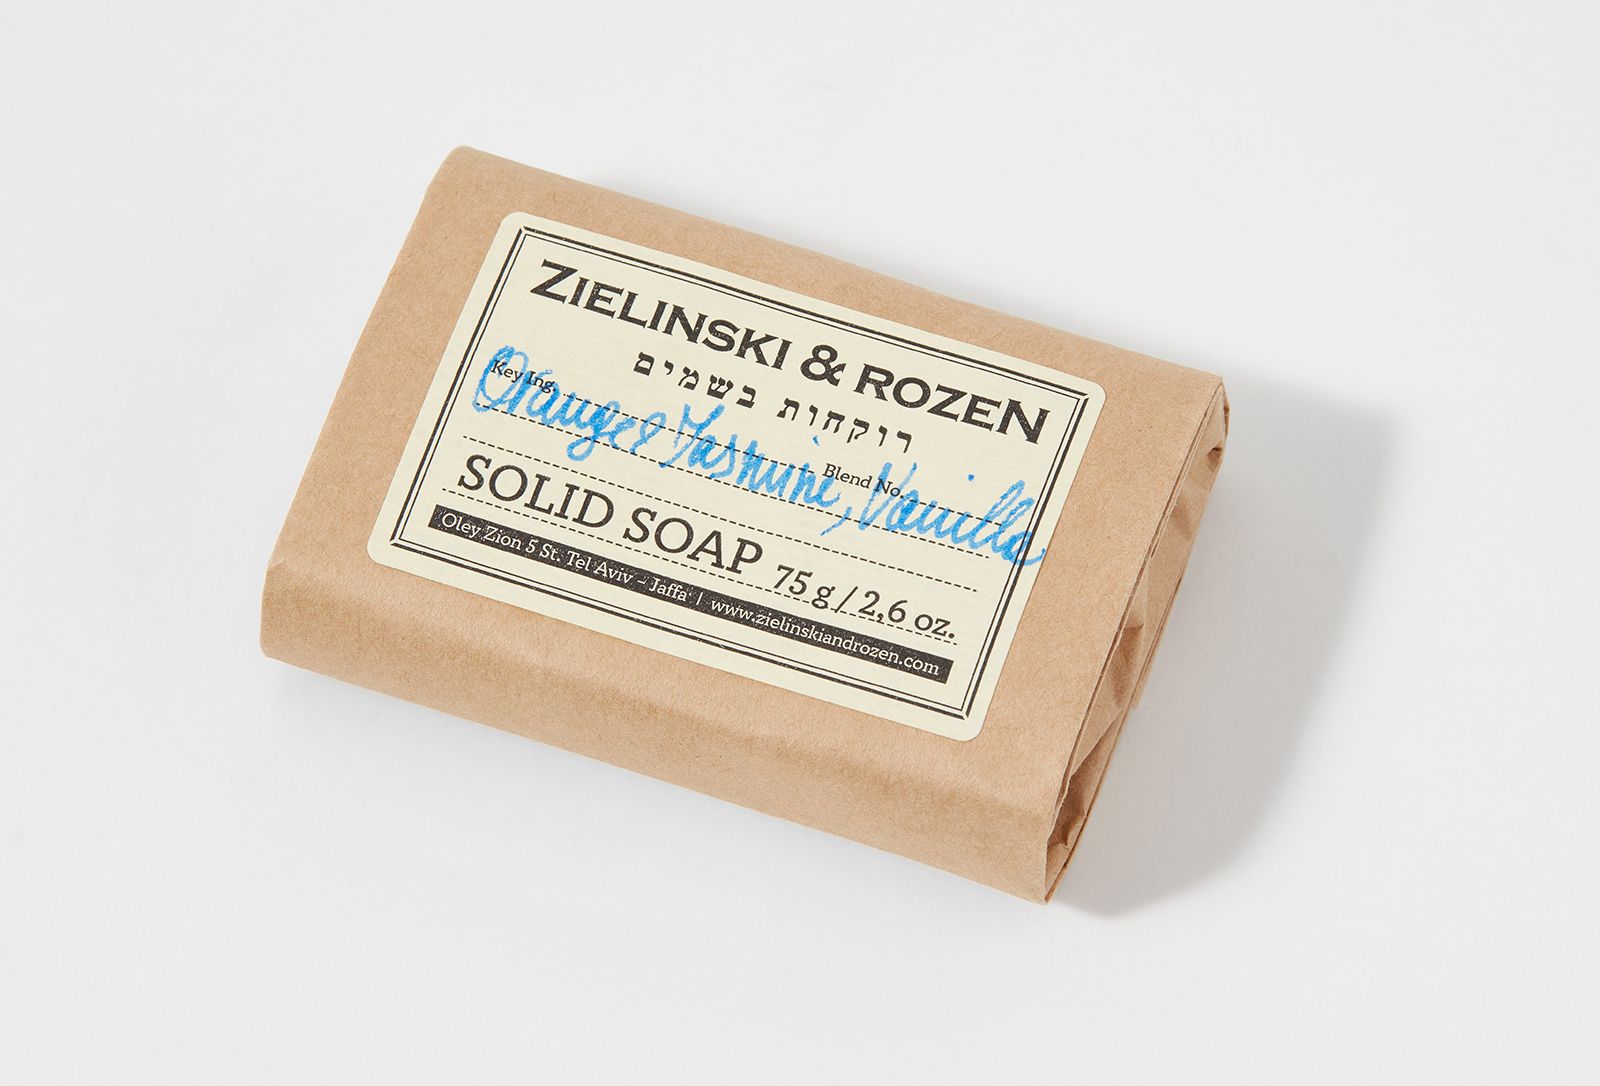 ZIELINSKI & ROZEN
רוקחות בשמים
Key Ing.
Orange & Jasmine, Vanilla
Blend No.
SOLID SOAP 75 g / 2,6 oz.
Oley Zion 5 St. Tel Aviv - Jaffa | www.zielinskiandrozen.com